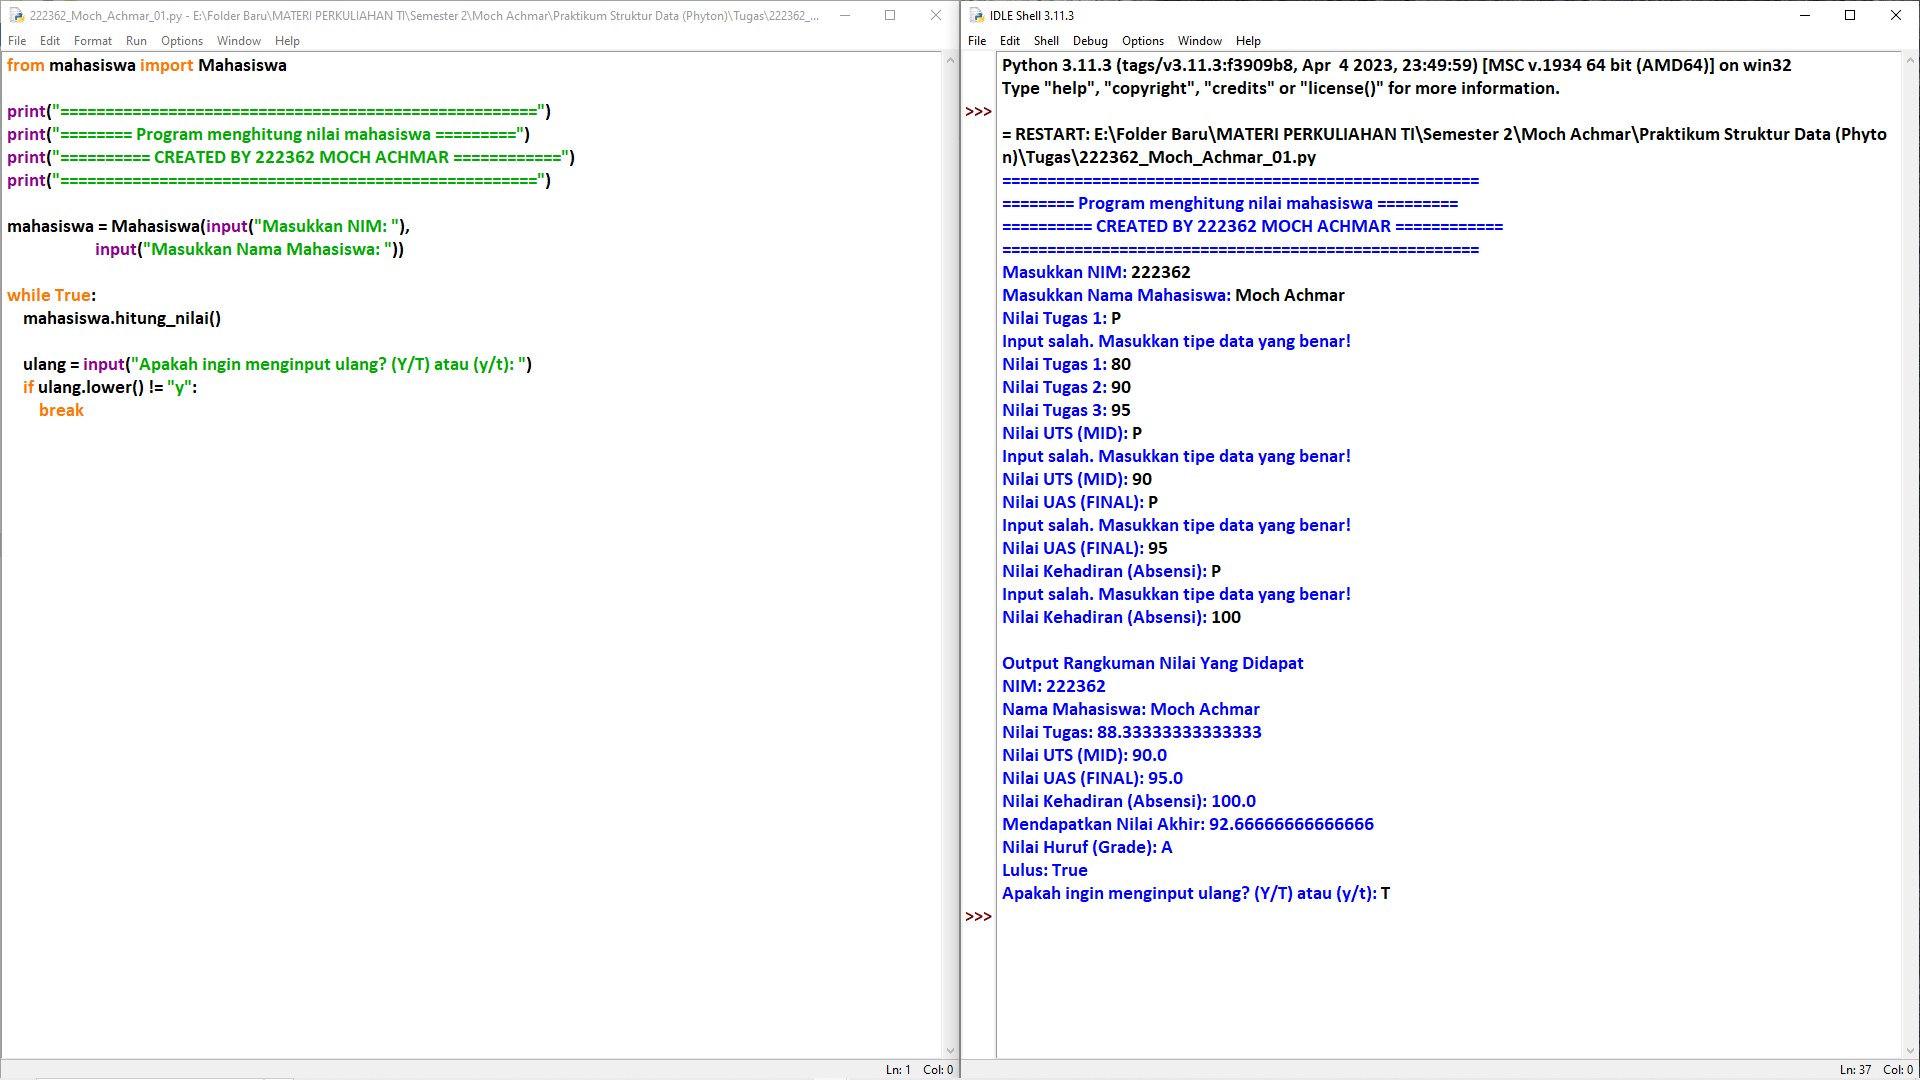 222362_Moch_Achmar_01.py - E:\Folder Baru\MATERI PERKULIAHAN TI\Semester 2\Moch Achmar\Praktikum Struktur Data (Phyton)\Tugas\222362_...
File Edit Format Run Options Window Help
from mahasiswa import Mahasiswa
print("=====================================================")
print("======== Program menghitung nilai mahasiswa =========")
print("========== CREATED BY 222362 MOCH ACHMAR ============")
print("=====================================================")
mahasiswa = Mahasiswa(input("Masukkan NIM: "),
input("Masukkan Nama Mahasiswa: "))
while True:
mahasiswa.hitung_nilai()
ulang = input("Apakah ingin menginput ulang? (Y/T) atau (y/t): ")
if ulang.lower() != "y":
break
Ln: 1 Col: 0
IDLE Shell 3.11.3
File Edit Shell Debug Options Window Help
Python 3.11.3 (tags/v3.11.3:f3909b8, Apr  4 2023, 23:49:59) [MSC v.1934 64 bit (AMD64)] on win32
Type "help", "copyright", "credits" or "license()" for more information.
>>>
= RESTART: E:\Folder Baru\MATERI PERKULIAHAN TI\Semester 2\Moch Achmar\Praktikum Struktur Data (Phyto
n)\Tugas\222362_Moch_Achmar_01.py
=====================================================
======== Program menghitung nilai mahasiswa =========
========== CREATED BY 222362 MOCH ACHMAR ============
=====================================================
Masukkan NIM: 222362
Masukkan Nama Mahasiswa: Moch Achmar
Nilai Tugas 1: P
Input salah. Masukkan tipe data yang benar!
Nilai Tugas 1: 80
Nilai Tugas 2: 90
Nilai Tugas 3: 95
Nilai UTS (MID): P
Input salah. Masukkan tipe data yang benar!
Nilai UTS (MID): 90
Nilai UAS (FINAL): P
Input salah. Masukkan tipe data yang benar!
Nilai UAS (FINAL): 95
Nilai Kehadiran (Absensi): P
Input salah. Masukkan tipe data yang benar!
Nilai Kehadiran (Absensi): 100
Output Rangkuman Nilai Yang Didapat
NIM: 222362
Nama Mahasiswa: Moch Achmar
Nilai Tugas: 88.33333333333333
Nilai UTS (MID): 90.0
Nilai UAS (FINAL): 95.0
Nilai Kehadiran (Absensi): 100.0
Mendapatkan Nilai Akhir: 92.66666666666666
Nilai Huruf (Grade): A
Lulus: True
Apakah ingin menginput ulang? (Y/T) atau (y/t): T
>>>
Ln: 37 Col: 0